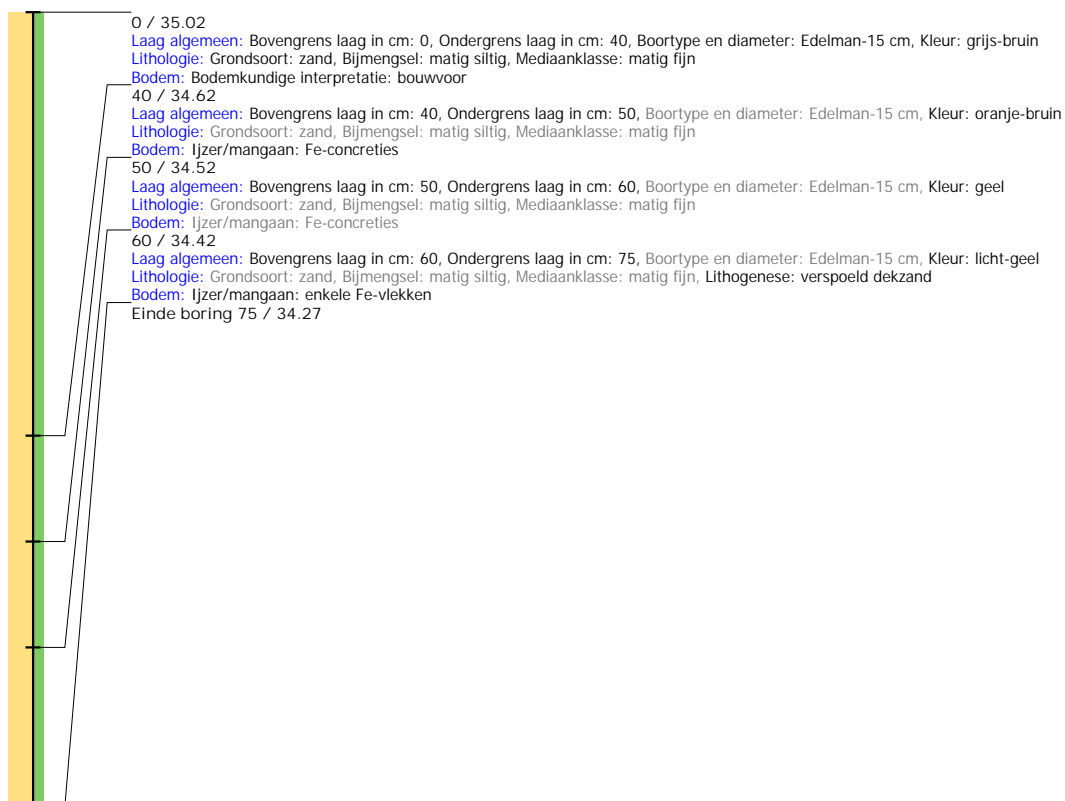 0 / 35.02
Laag algemeen: Bovengrens laag in cm: 0, Ondergrens laag in cm: 40, Boortype en diameter: Edelman-15 cm, Kleur: grijs-bruin
Lithologie: Grondsoort: zand, Bijmengsel: matig siltig, Mediaanklasse: matig fijn
Bodem: Bodemkundige interpretatie: bouwvoor
40 / 34.62
Laag algemeen: Bovengrens laag in cm: 40, Ondergrens laag in cm: 50, Boortype en diameter: Edelman-15 cm, Kleur: oranje-bruin
Lithologie: Grondsoort: zand, Bijmengsel: matig siltig, Mediaanklasse: matig fijn
Bodem: Ijzer/mangaan: Fe-concreties
50 / 34.52
Laag algemeen: Bovengrens laag in cm: 50, Ondergrens laag in cm: 60, Boortype en diameter: Edelman-15 cm, Kleur: geel
Lithologie: Grondsoort: zand, Bijmengsel: matig siltig, Mediaanklasse: matig fijn
Bodem: Ijzer/mangaan: Fe-concreties
60 / 34.42
Laag algemeen: Bovengrens laag in cm: 60, Ondergrens laag in cm: 75, Boortype en diameter: Edelman-15 cm, Kleur: licht-geel
Lithologie: Grondsoort: zand, Bijmengsel: matig siltig, Mediaanklasse: matig fijn, Lithogenese: verspoeld dekzand
Bodem: Ijzer/mangaan: enkele Fe-vlekken
Einde boring 75 / 34.27